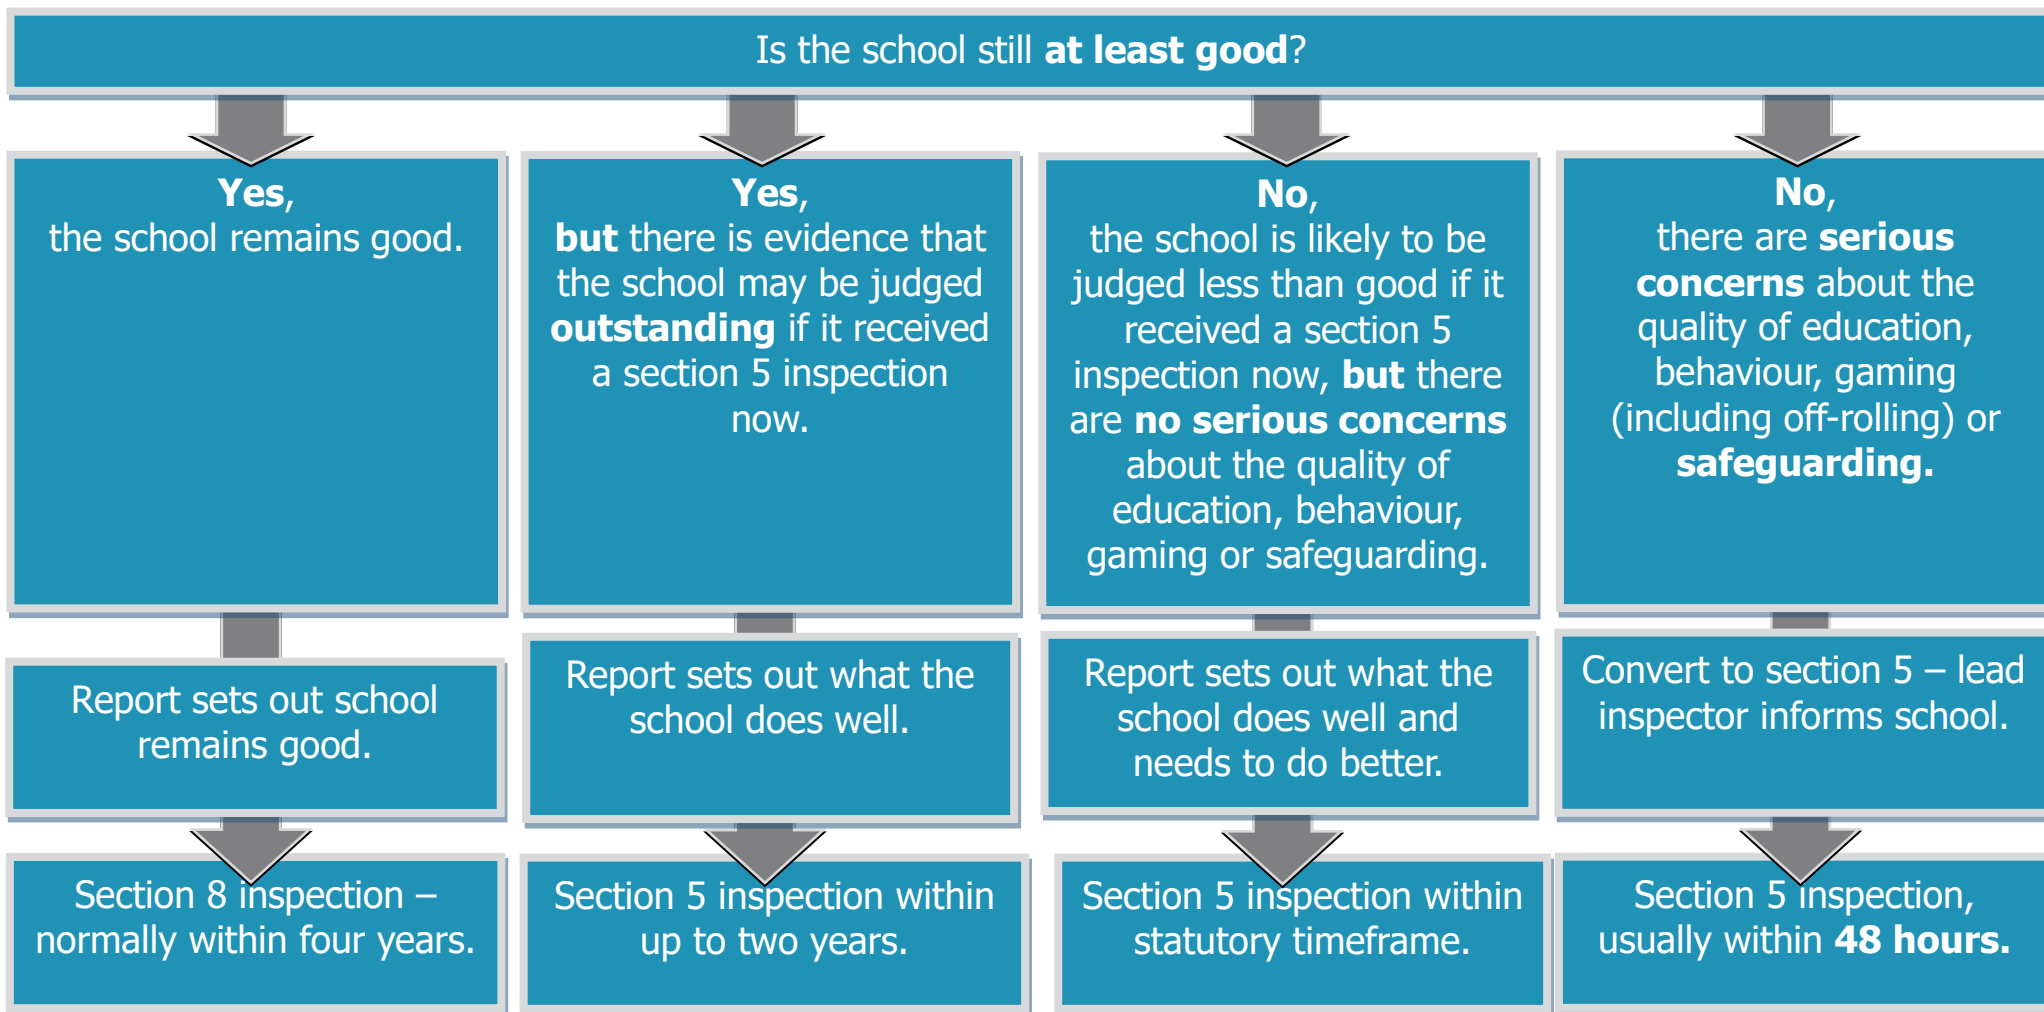 Is the school still at least good?
Yes,
the school remains good.
Yes,
but there is evidence that
the school may be judged
outstanding if it received
a section 5 inspection
now.
No,
the school is likely to be
judged less than good if it
received a section 5
inspection now, but there
are no serious concerns
about the quality of
education, behaviour,
gaming or safeguarding.
No,
there are serious
concerns about the
quality of education,
behaviour, gaming
(including off-rolling) or
safeguarding.
Report sets out school
remains good.
Report sets out what the
school does well.
Report sets out what the
school does well and
needs to do better.
Convert to section 5 – lead
inspector informs school.
Section 8 inspection –
normally within four years.
Section 5 inspection within
up to two years.
Section 5 inspection within
statutory timeframe.
Section 5 inspection,
usually within 48 hours.